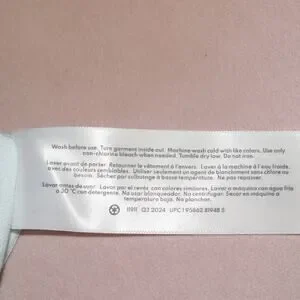 Wash before use. Turn garment inside out. Machine wash cold with like colors. Use only
non-chlorine bleach when needed. Tumble dry low. Do not iron.
Laver avant de porter. Retourner le vêtement à l'envers. Laver à la machine à l'eau froide
avec des couleurs semblables. Utiliser seulement un agent de blanchiment sans chlore au
besoin. Séchet par culbutage à basse température. Ne pas repasser.
Lavar antes de usar. Lavar por el revés con colores similares. Lavar a máquina con agua fría
a 30 °C con detergente. No usar blanqueador. No centrifugar. Secar en máquina a
temperatura baja. No planchar.
Q2 2024 UPC 195862 81948 5